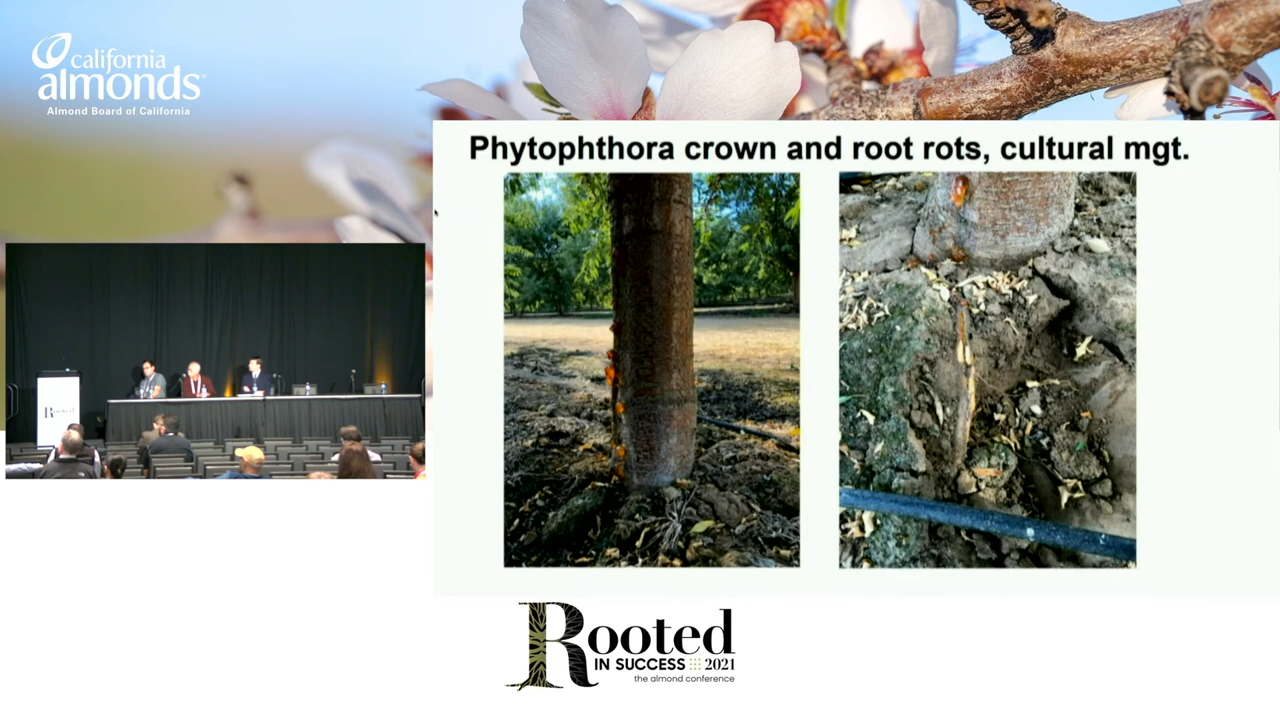 california
almonds
Almond Board of California
Phytophthora crown and root rots, cultural mgt.
Rooted
Rooted
IN SUCCESS 2021
the almond conference